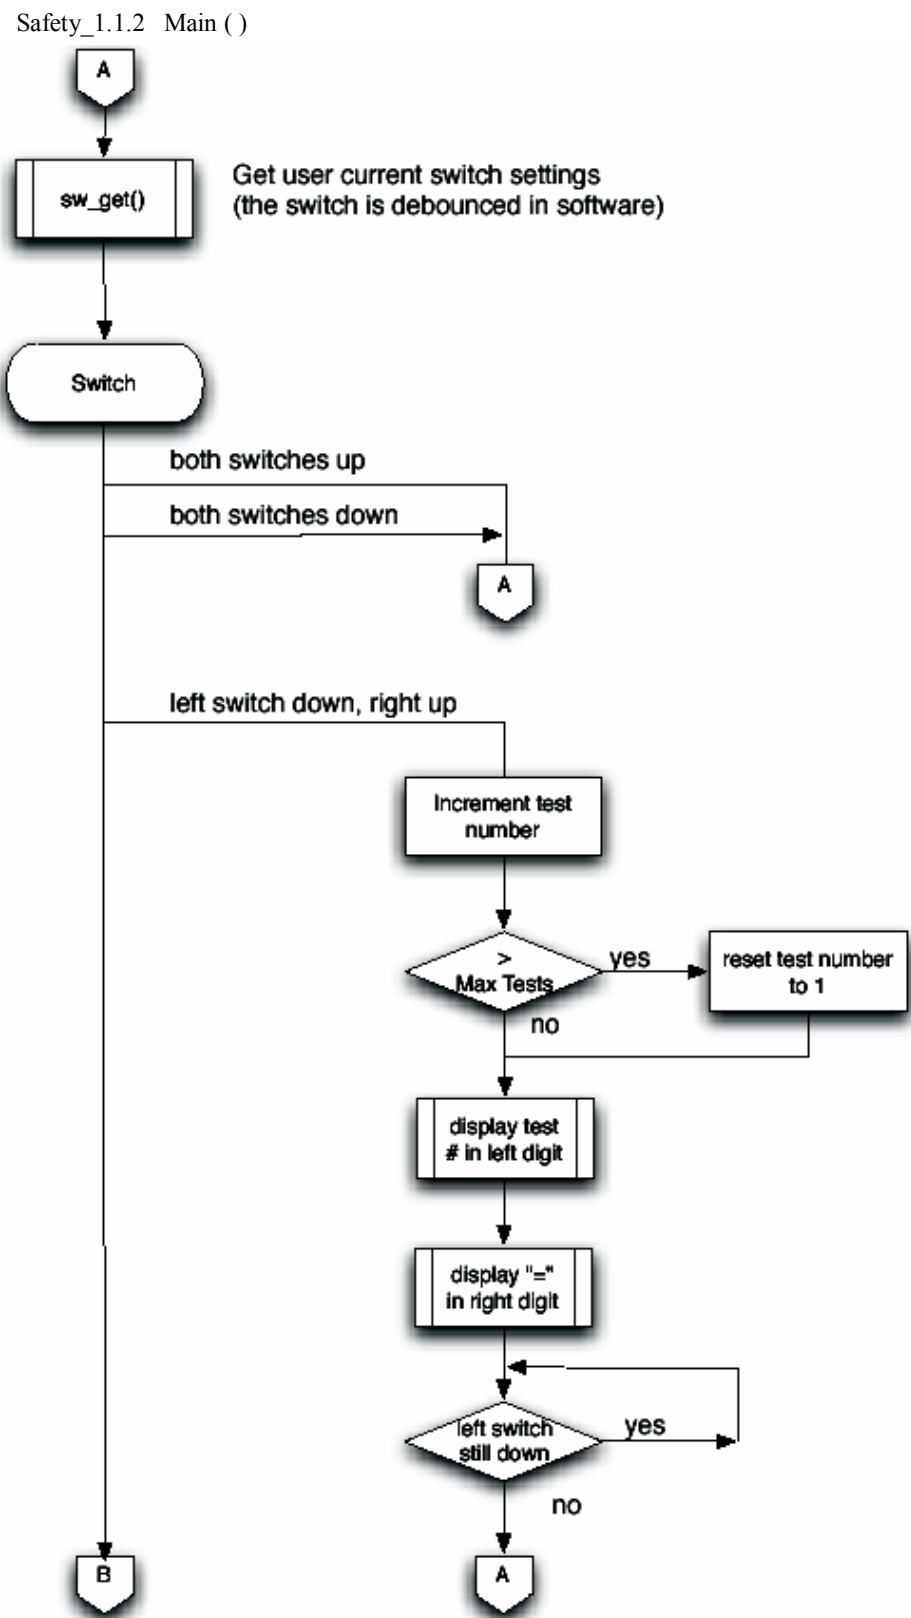 Safety_1.1.2 Main ( )
A
sw_get()
Get user current switch settings
(the switch is debounced in software)
Switch
both switches up
both switches down
A
left switch down, right up
Increment test
number
>
Max Tests
yes
reset test number
to 1
no
display test
# in left digit
display "="
in right digit
left switch
still down
yes
no
B
A